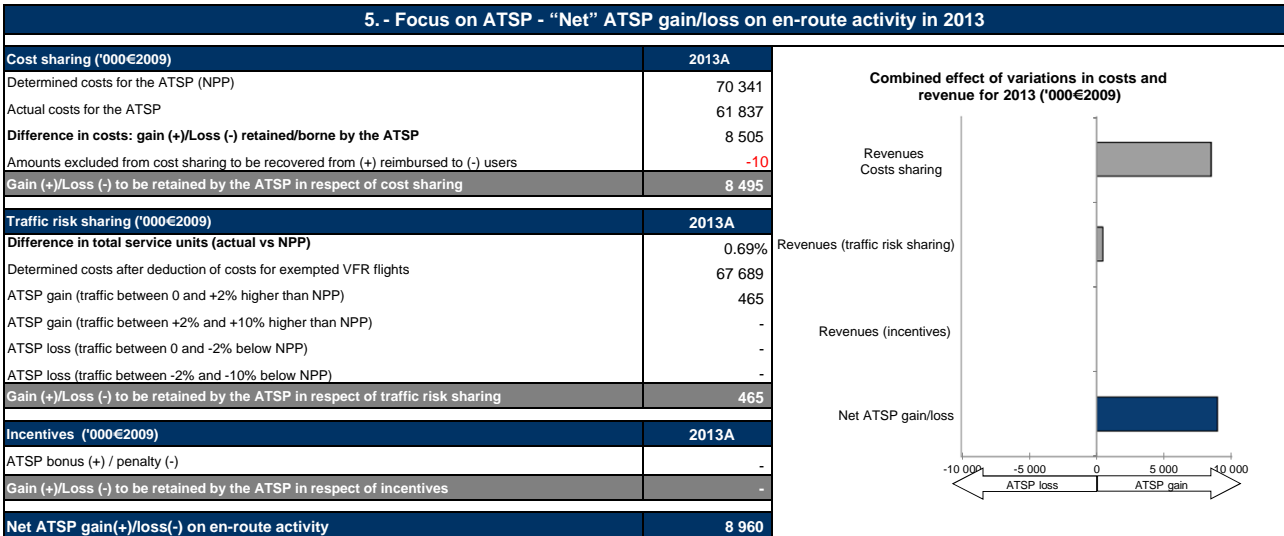 5. - Focus on ATSP - “Net” ATSP gain/loss on en-route activity in 2013
Cost sharing ('000€2009) 2013A
Determined costs for the ATSP (NPP) 70 341
Actual costs for the ATSP 61 837
Difference in costs: gain (+)/Loss (-) retained/borne by the ATSP 8 505
Amounts excluded from cost sharing to be recovered from (+) reimbursed to (-) users -10
Gain (+)/Loss (-) to be retained by the ATSP in respect of cost sharing 8 495
Traffic risk sharing ('000€2009) 2013A
Difference in total service units (actual vs NPP) 0.69%
Determined costs after deduction of costs for exempted VFR flights 67 689
ATSP gain (traffic between 0 and +2% higher than NPP) 465
ATSP gain (traffic between +2% and +10% higher than NPP) -
ATSP loss (traffic between 0 and -2% below NPP) -
ATSP loss (traffic between -2% and -10% below NPP) -
Gain (+)/Loss (-) to be retained by the ATSP in respect of traffic risk sharing 465
Incentives ('000€2009) 2013A
ATSP bonus (+) / penalty (-) -
Gain (+)/Loss (-) to be retained by the ATSP in respect of incentives -
Net ATSP gain(+)/loss(-) on en-route activity 8 960
Combined effect of variations in costs and
revenue for 2013 ('000€2009)
Revenues
Costs sharing
Revenues (traffic risk sharing)
Revenues (incentives)
Net ATSP gain/loss
-10 000 -5 000 0 5 000 10 000
ATSP loss ATSP gain